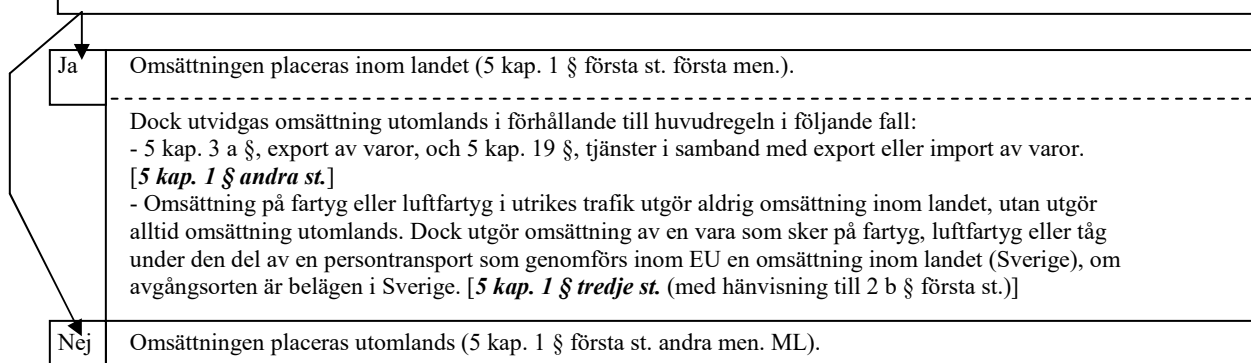 Ja
Omsättningen placeras inom landet (5 kap. 1 § första st. första men.).
Dock utvidgas omsättning utomlands i förhållande till huvudregeln i följande fall:
- 5 kap. 3 a §, export av varor, och 5 kap. 19 §, tjänster i samband med export eller import av varor.
[5 kap. 1 § andra st.]
- Omsättning på fartyg eller luftfartyg i utrikes trafik utgör aldrig omsättning inom landet, utan utgör
alltid omsättning utomlands. Dock utgör omsättning av en vara som sker på fartyg, luftfartyg eller tåg
under den del av en persontransport som genomförs inom EU en omsättning inom landet (Sverige), om
avgångsorten är belägen i Sverige. [5 kap. 1 § tredje st. (med hänvisning till 2 b § första st.)]
Nej
Omsättningen placeras utomlands (5 kap. 1 § första st. andra men. ML).